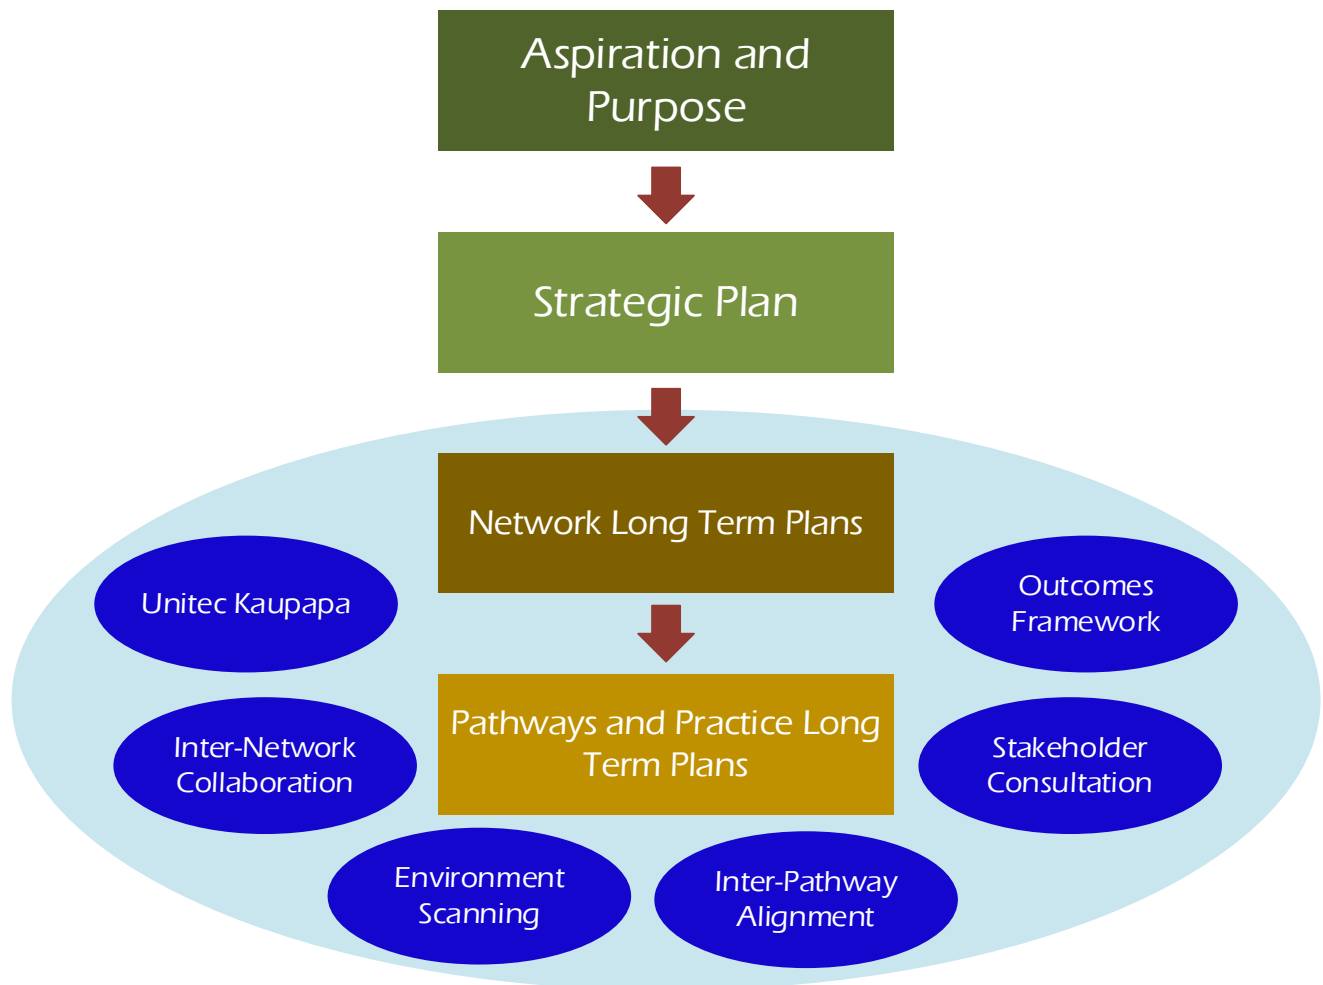 Aspiration and
Purpose
Strategic Plan
Network Long Term Plans
Unitec Kaupapa
Outcomes
Framework
Pathways and Practice Long
Term Plans
Inter-Network
Collaboration
Stakeholder
Consultation
Environment
Scanning
Inter-Pathway
Alignment